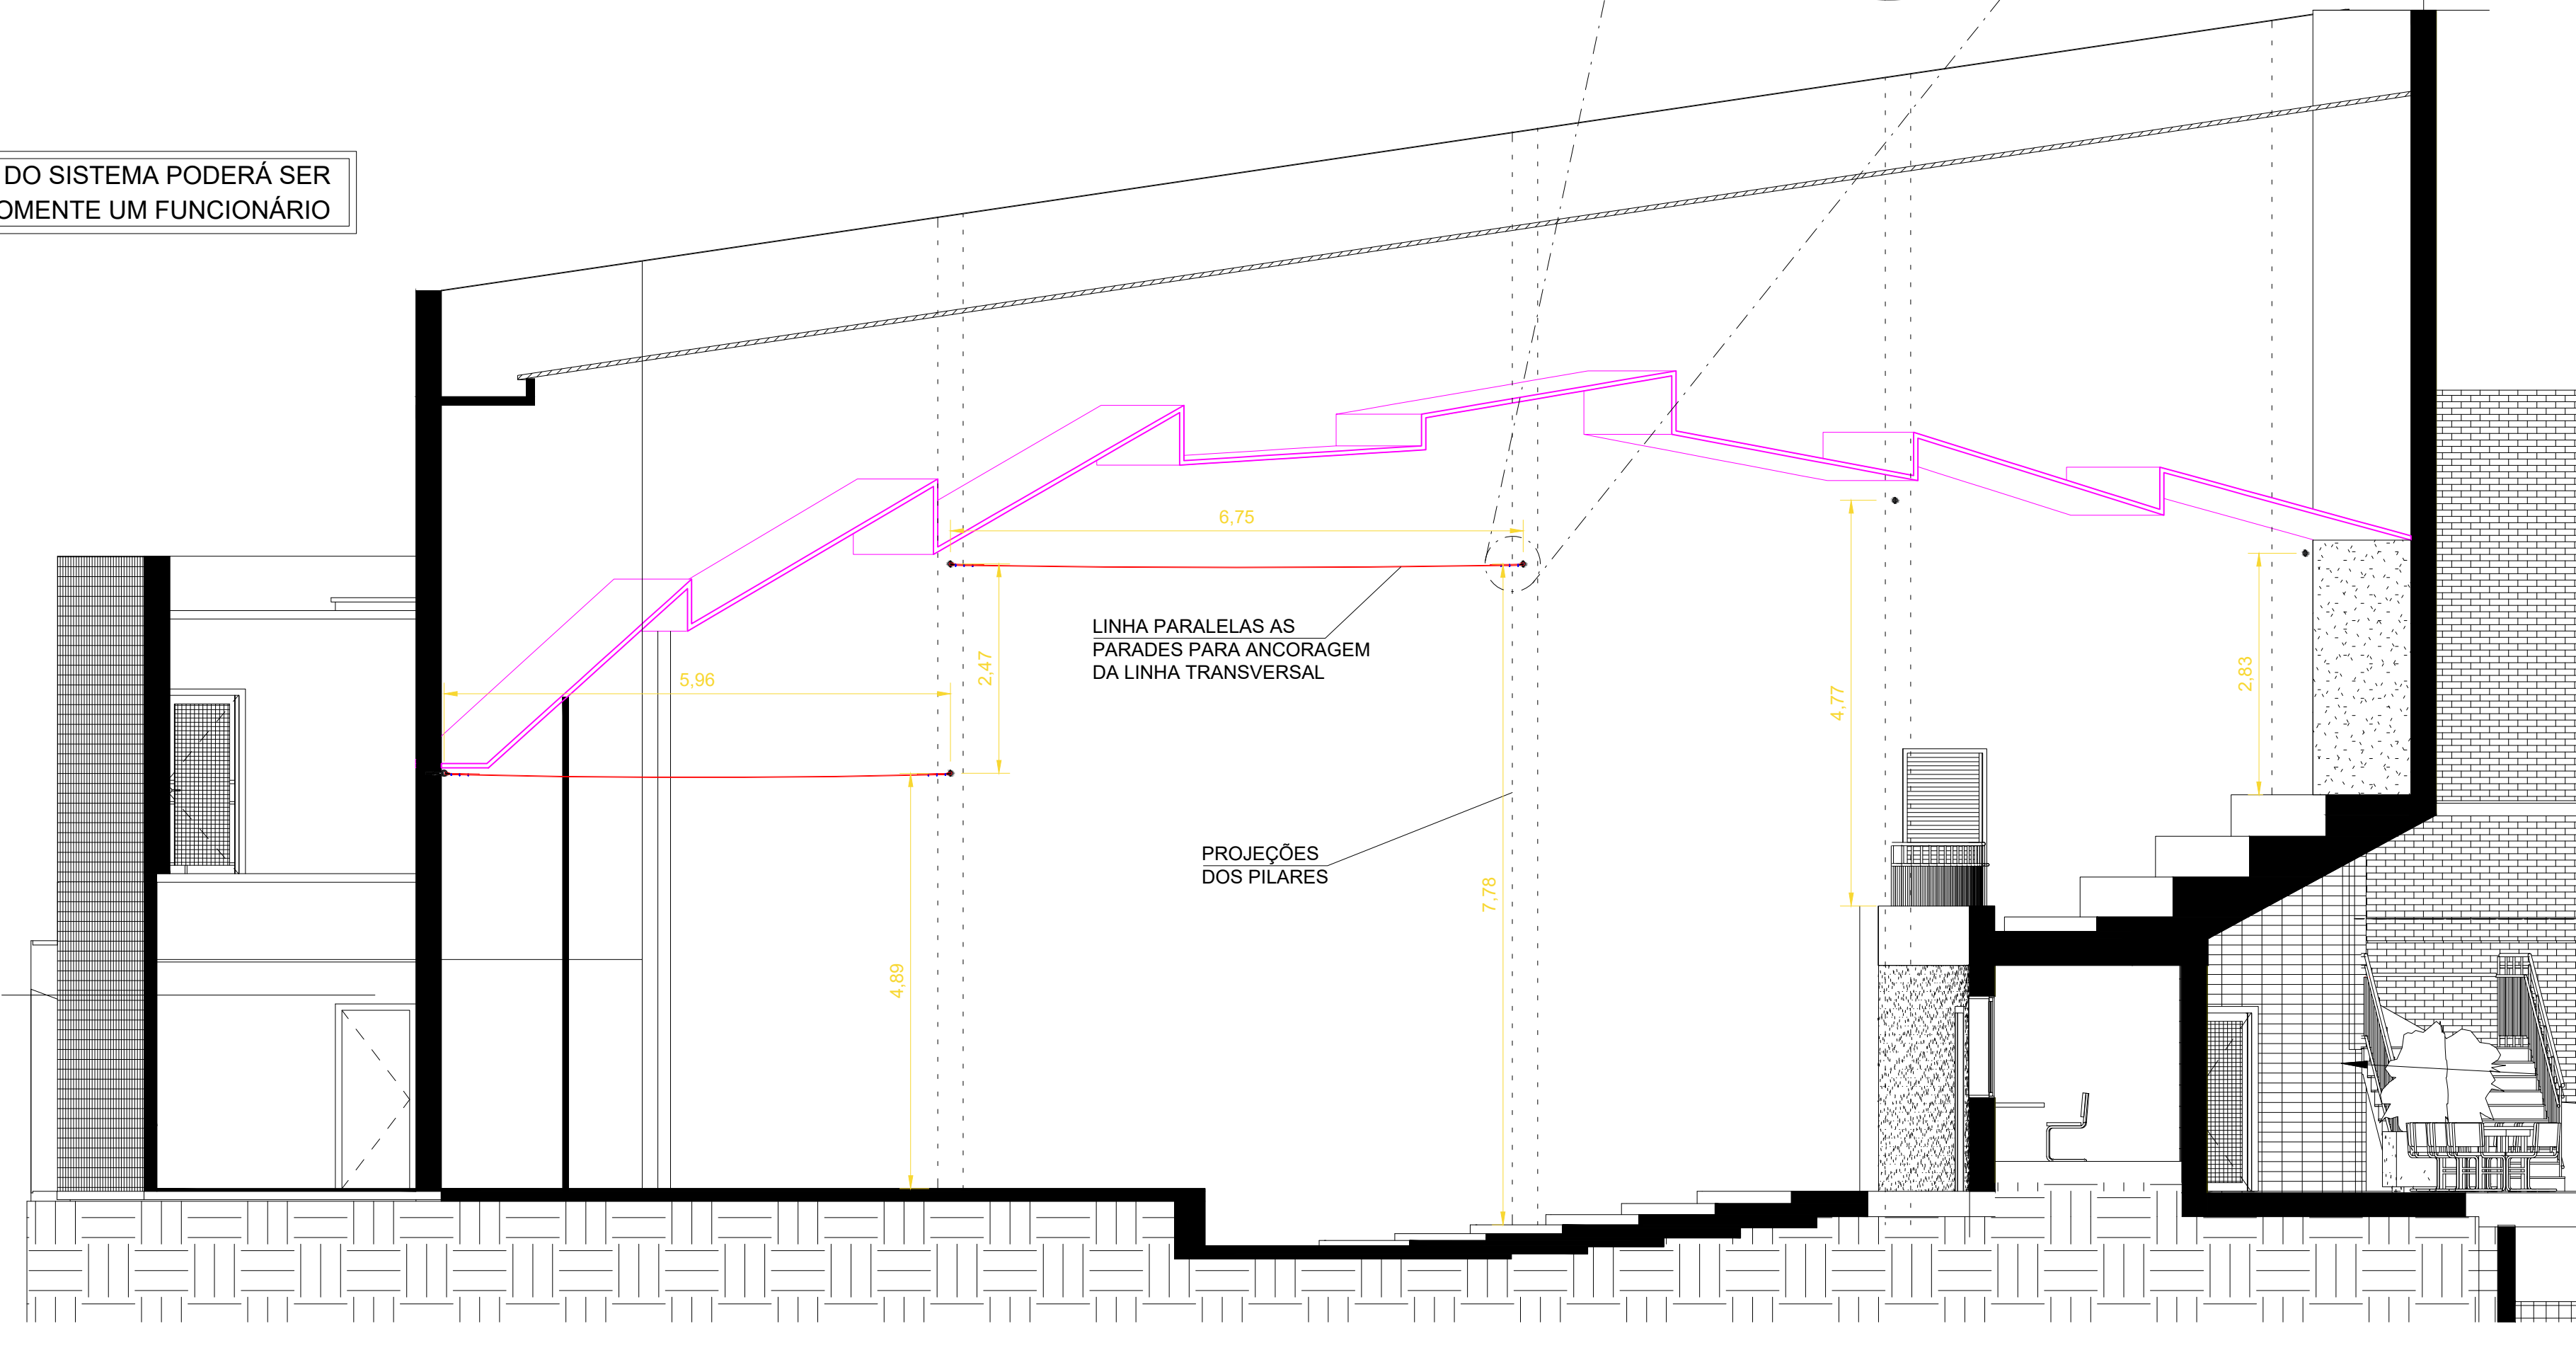 DO SISTEMA PODERÁ SER
OMENTE UM FUNCIONÁRIO
6,75
LINHA PARALELAS AS
PARADES PARA ANCORAGEM
DA LINHA TRANSVERSAL
2,47
5,96
4,77
2,83
PROJEÇÕES
DOS PILARES
7,78
4,89